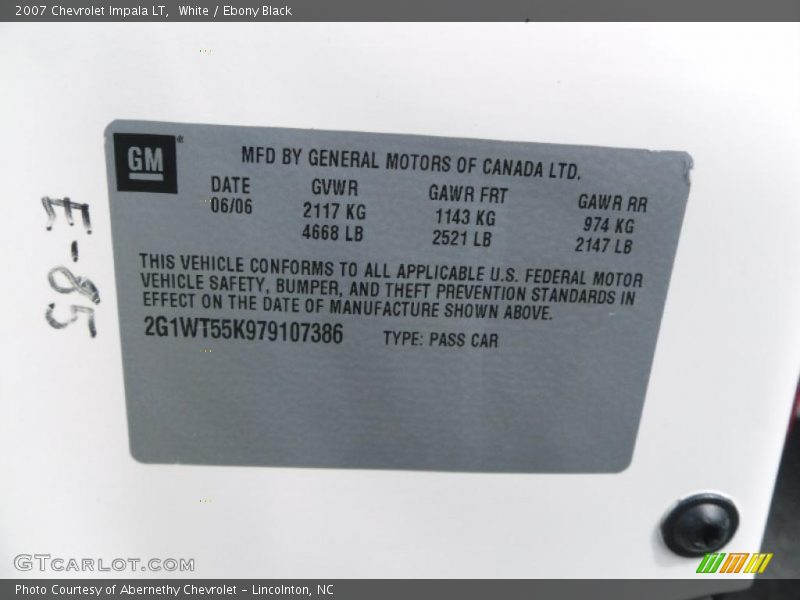 2007 Chevrolet Impala LT,  White / Ebony Black
GM
MFD BY GENERAL MOTORS OF CANADA LTD.
DATE GVWR GAWR FRT GAWR RR
06/06 2117 KG 1143 KG 974 KG
4668 LB 2521 LB 2147 LB
THIS VEHICLE CONFORMS TO ALL APPLICABLE U.S. FEDERAL MOTOR
VEHICLE SAFETY, BUMPER, AND THEFT PREVENTION STANDARDS IN
EFFECT ON THE DATE OF MANUFACTURE SHOWN ABOVE.
2G1WT55K979107386 TYPE: PASS CAR
E-85
GTCARLOT.COM
Photo Courtesy of Abernethy Chevrolet - Lincolnton, NC